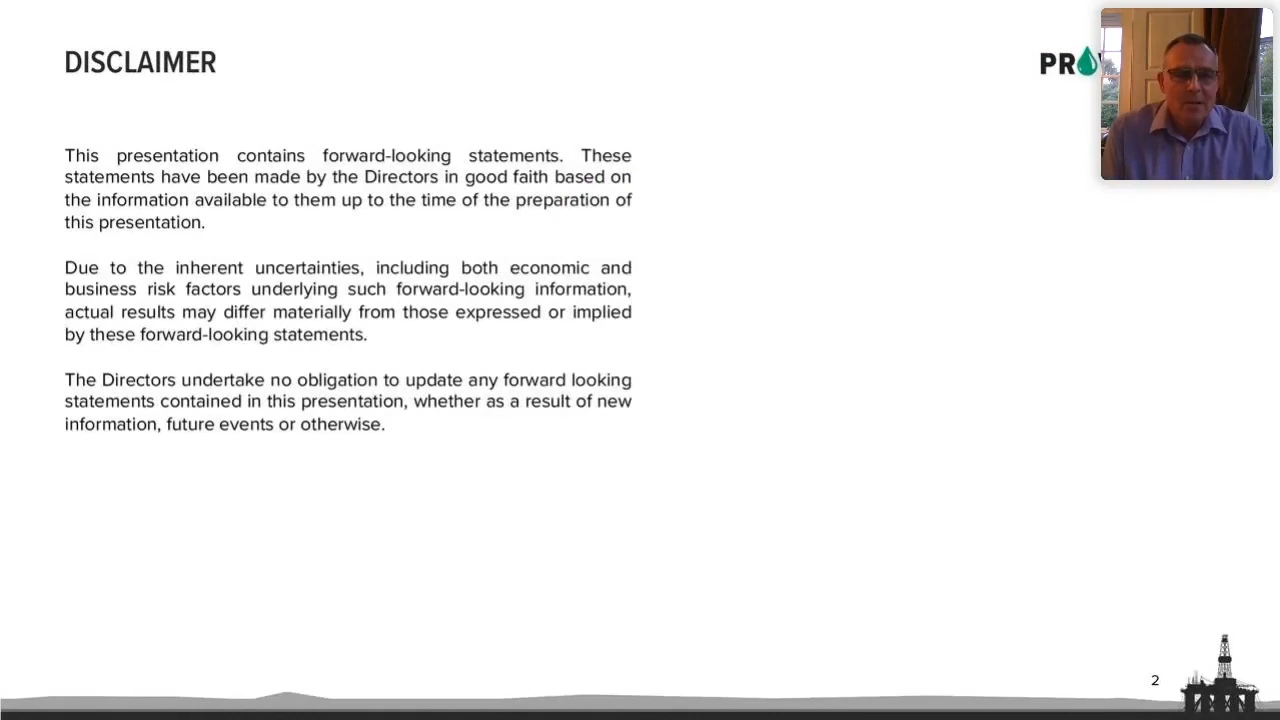 DISCLAIMER
PR
This presentation contains forward-looking statements. These
statements have been made by the Directors in good faith based on
the information available to them up to the time of the preparation of
this presentation.
Due to the inherent uncertainties, including both economic and
business risk factors underlying such forward-looking information,
actual results may differ materially from those expressed or implied
by these forward-looking statements.
The Directors undertake no obligation to update any forward looking
statements contained in this presentation, whether as a result of new
information, future events or otherwise.
2